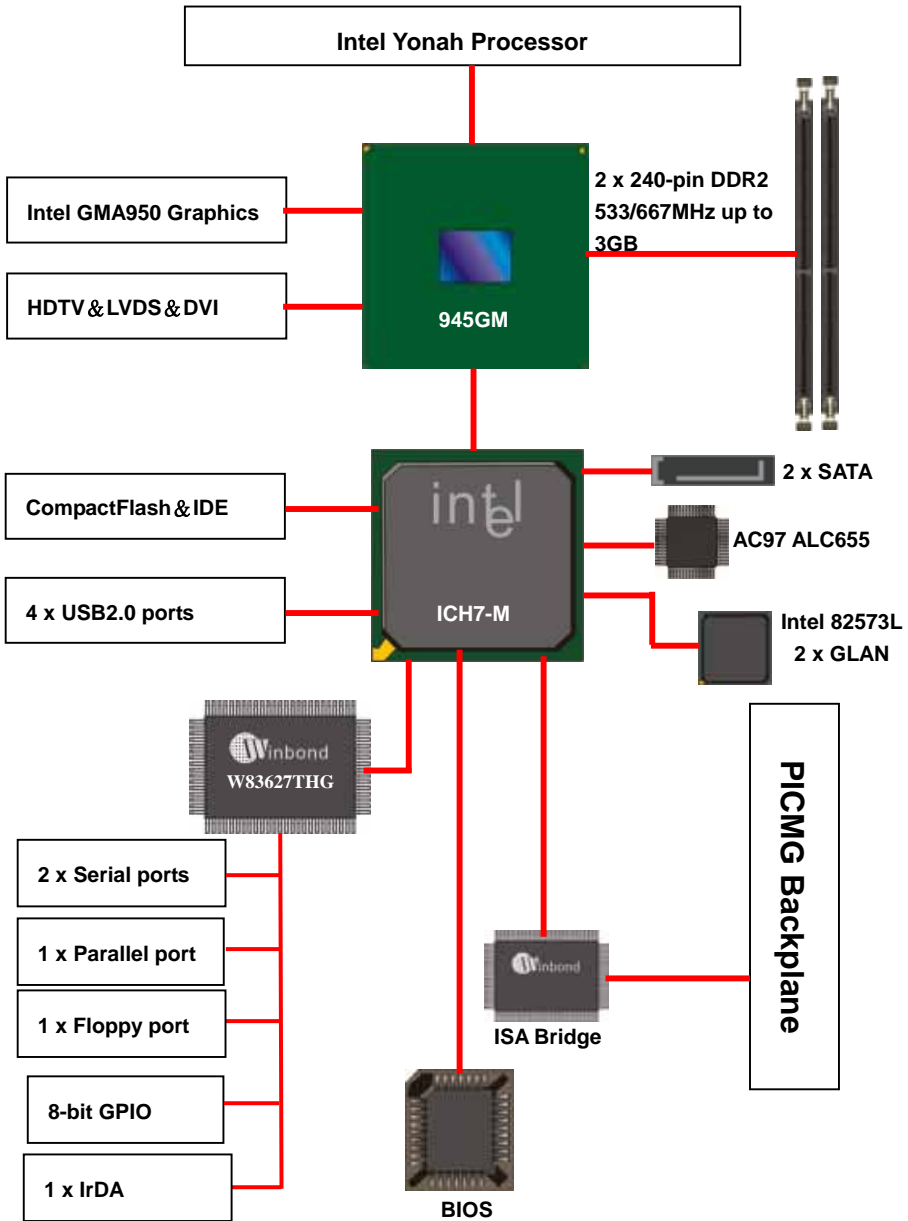 Intel Yonah Processor
2 x 240-pin DDR2
533/667MHz up to
3GB
Intel GMA950 Graphics
HDTV&LVDS&DVI
945GM
2 x SATA
CompactFlash&IDE
intel
AC97 ALC655
4 x USB2.0 ports
ICH7-M
Intel 82573L
2 x GLAN
Winbond
W83627THG
PICMG Backplane
2 x Serial ports
1 x Parallel port
Winbond
1 x Floppy port
ISA Bridge
8-bit GPIO
1 x IrDA
BIOS